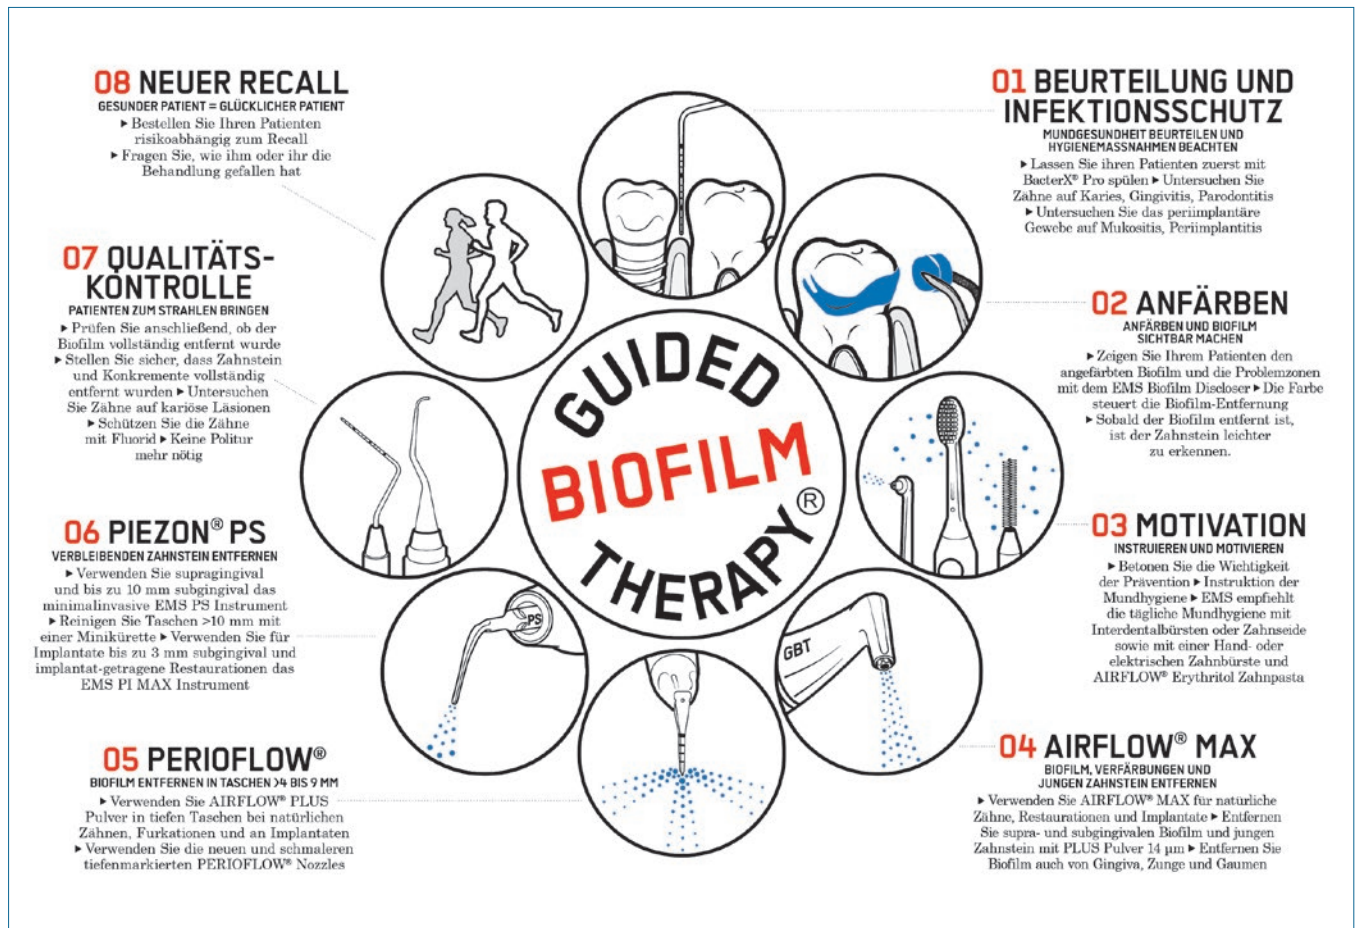 08 NEUER RECALL
GESUNDER PATIENT = GLÜCKLICHER PATIENT
▸ Bestellen Sie Ihren Patienten
risikoabhängig zum Recall
▸ Fragen Sie, wie ihm oder ihr die
Behandlung gefallen hat
07 QUALITÄTS-
KONTROLLE
PATIENTEN ZUM STRAHLEN BRINGEN
▸ Prüfen Sie anschließend, ob der
Biofilm vollständig entfernt wurde
▸ Stellen Sie sicher, dass Zahnstein
und Konkremente vollständig
entfernt wurden ▸ Untersuchen
Sie Zähne auf kariöse Läsionen
▸ Schützen Sie die Zähne
mit Fluorid ▸ Keine Politur
mehr nötig
06 PIEZON® PS
VERBLEIBENDEN ZAHNSTEIN ENTFERNEN
▸ Verwenden Sie supragingival
und bis zu 10 mm subgingival das
minimalinvasive EMS PS Instrument
▸ Reinigen Sie Taschen >10 mm mit
einer Miniküre​tte ▸ Verwenden Sie für
Implantate bis zu 3 mm subgingival und
implantat-getragene Restaurationen das
EMS PI MAX Instrument
05 PERIOFLOW®
BIOFILM ENTFERNEN IN TASCHEN >4 BIS 9 MM
▸ Verwenden Sie AIRFLOW® PLUS
Pulver in tiefen Taschen bei natürlichen
Zähnen, Furkationen und an Implantaten
▸ Verwenden Sie die neuen und schmaleren
tiefenmarkierten PERIOFLOW® Nozzles
GUIDED
BIOFILM
THERAPY®
PS
GBT
01 BEURTEILUNG UND
INFEKTIONSSCHUTZ
MUNDGESUNDHEIT BEURTEILEN UND
HYGIENEMASSNAHMEN BEACHTEN
▸ Lassen Sie ihren Patienten zuerst mit
BacterX® Pro spülen ▸ Untersuchen Sie
Zähne auf Karies, Gingivitis, Parodontitis
▸ Untersuchen Sie das periimplantäre
Gewebe auf Mukositis, Periimplantitis
02 ANFÄRBEN
ANFÄRBEN UND BIOFILM
SICHTBAR MACHEN
▸ Zeigen Sie Ihrem Patienten den
angefärbten Biofilm und die Problemzonen
mit dem EMS Biofilm Discloser ▸ Die Farbe
steuert die Biofilm-Entfernung
▸ Sobald der Biofilm entfernt ist,
ist der Zahnstein leichter
zu erkennen.
03 MOTIVATION
INSTRUIEREN UND MOTIVIEREN
▸ Betonen Sie die Wichtigkeit
der Prävention ▸ Instruktion der
Mundhygiene ▸ EMS empfiehlt
die tägliche Mundhygiene mit
Interdentalbürsten oder Zahnseide
sowie mit einer Hand- oder
elektrischen Zahnbürste und
AIRFLOW® Erythritol Zahnpasta
04 AIRFLOW® MAX
BIOFILM, VERFÄRBUNGEN UND
JUNGEN ZAHNSTEIN ENTFERNEN
▸ Verwenden Sie AIRFLOW® MAX für natürliche
Zähne, Restaurationen und Implantate ▸ Entfernen
Sie supra- und subgingivalen Biofilm und jungen
Zahnstein mit PLUS Pulver 14 µm ▸ Entfernen Sie
Biofilm auch von Gingiva, Zunge und Gaumen